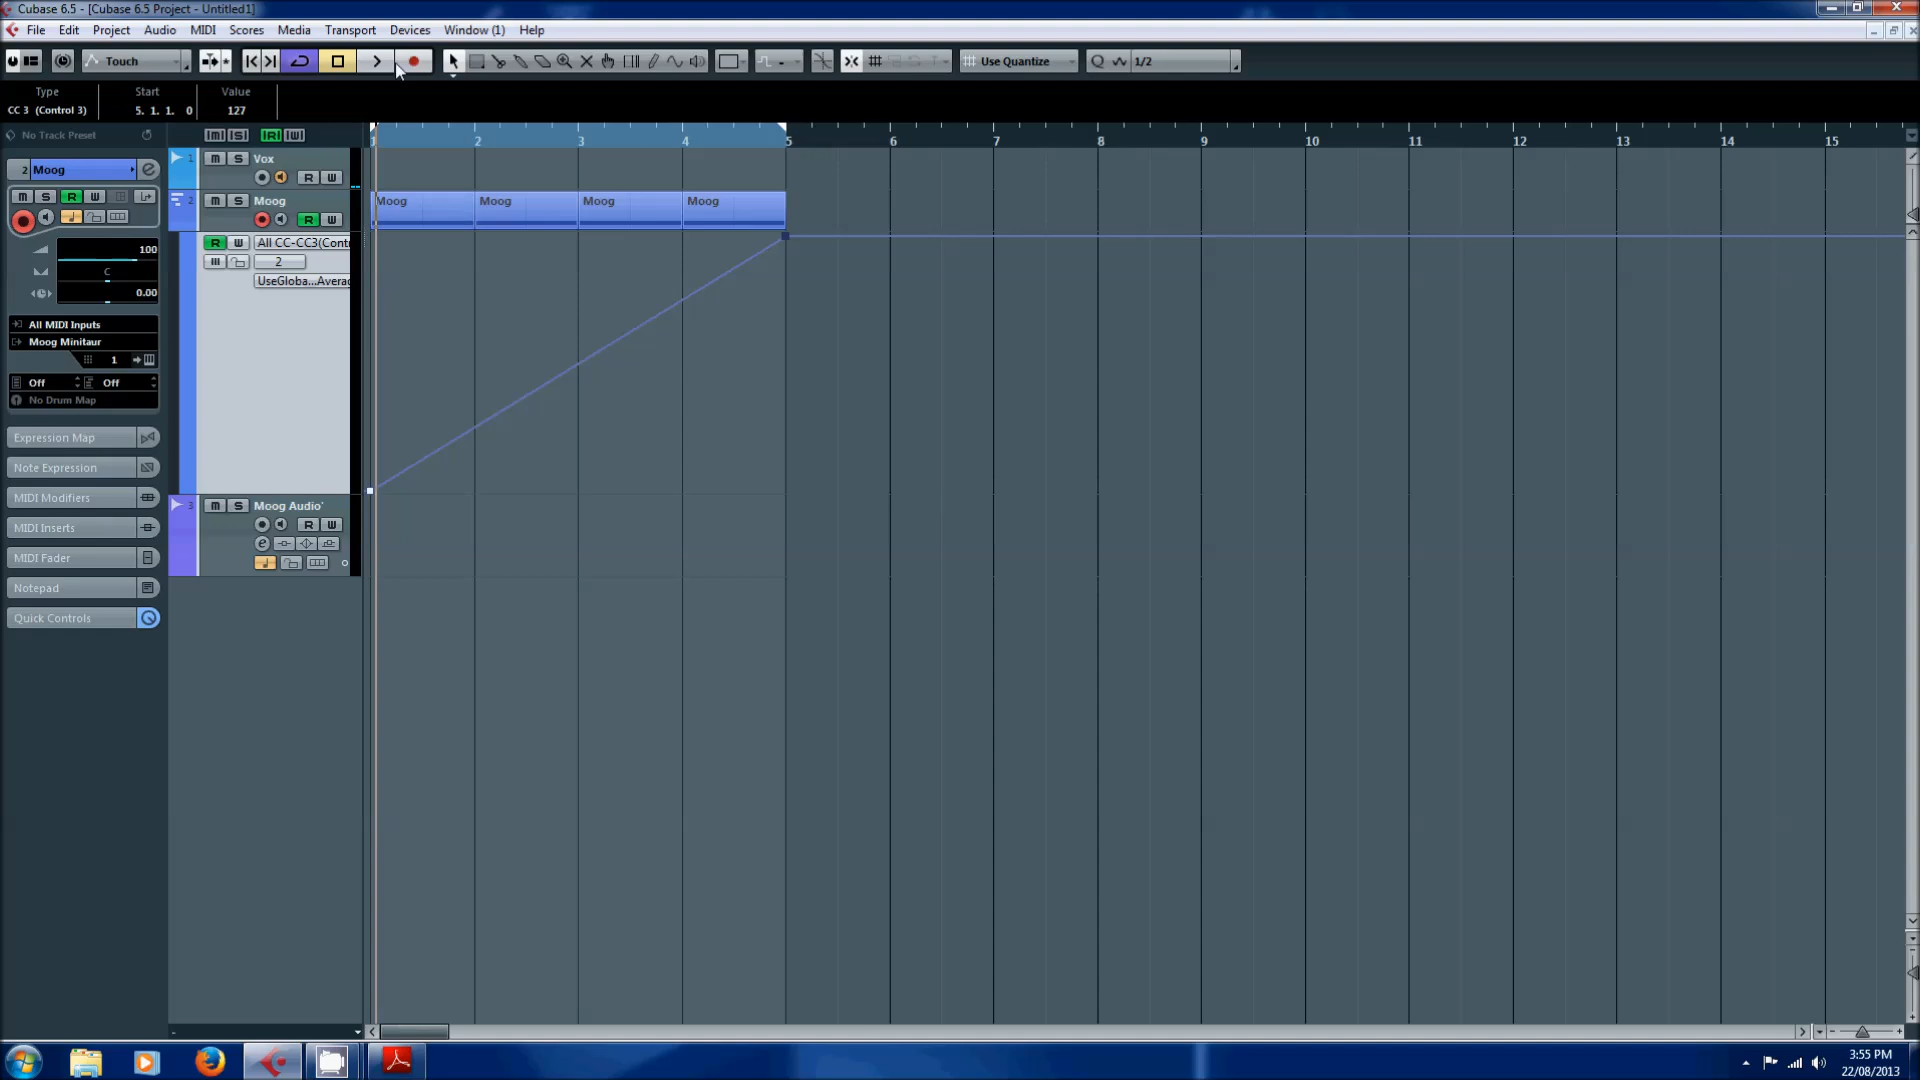 Cubase 6.5 - [Cubase 6.5 Project - Untitled1]
File Edit Project Audio MIDI Scores Media Transport Devices Window (1) Help
Touch Use Quantize Q 1/2
Type Start Value
CC 3 (Control 3) 5. 1. 1. 0 127
No Track Preset [M] [S] [R] [W]
1 2 3 4 5 6 7 8 9 10 11 12 13 14 15
2 Moog
M S R W
100
C
0.00
All MIDI Inputs
Moog Minitaur
1
Off Off
No Drum Map
Expression Map
Note Expression
MIDI Modifiers
MIDI Inserts
MIDI Fader
Notepad
Quick Controls
1 M S Vox
R W
2 M S Moog
R W
Moog Moog Moog Moog
R W All CC-CC3(Cont
2
UseGloba...Averag
3 M S Moog Audio'
R W
e
3:55 PM
22/08/2013